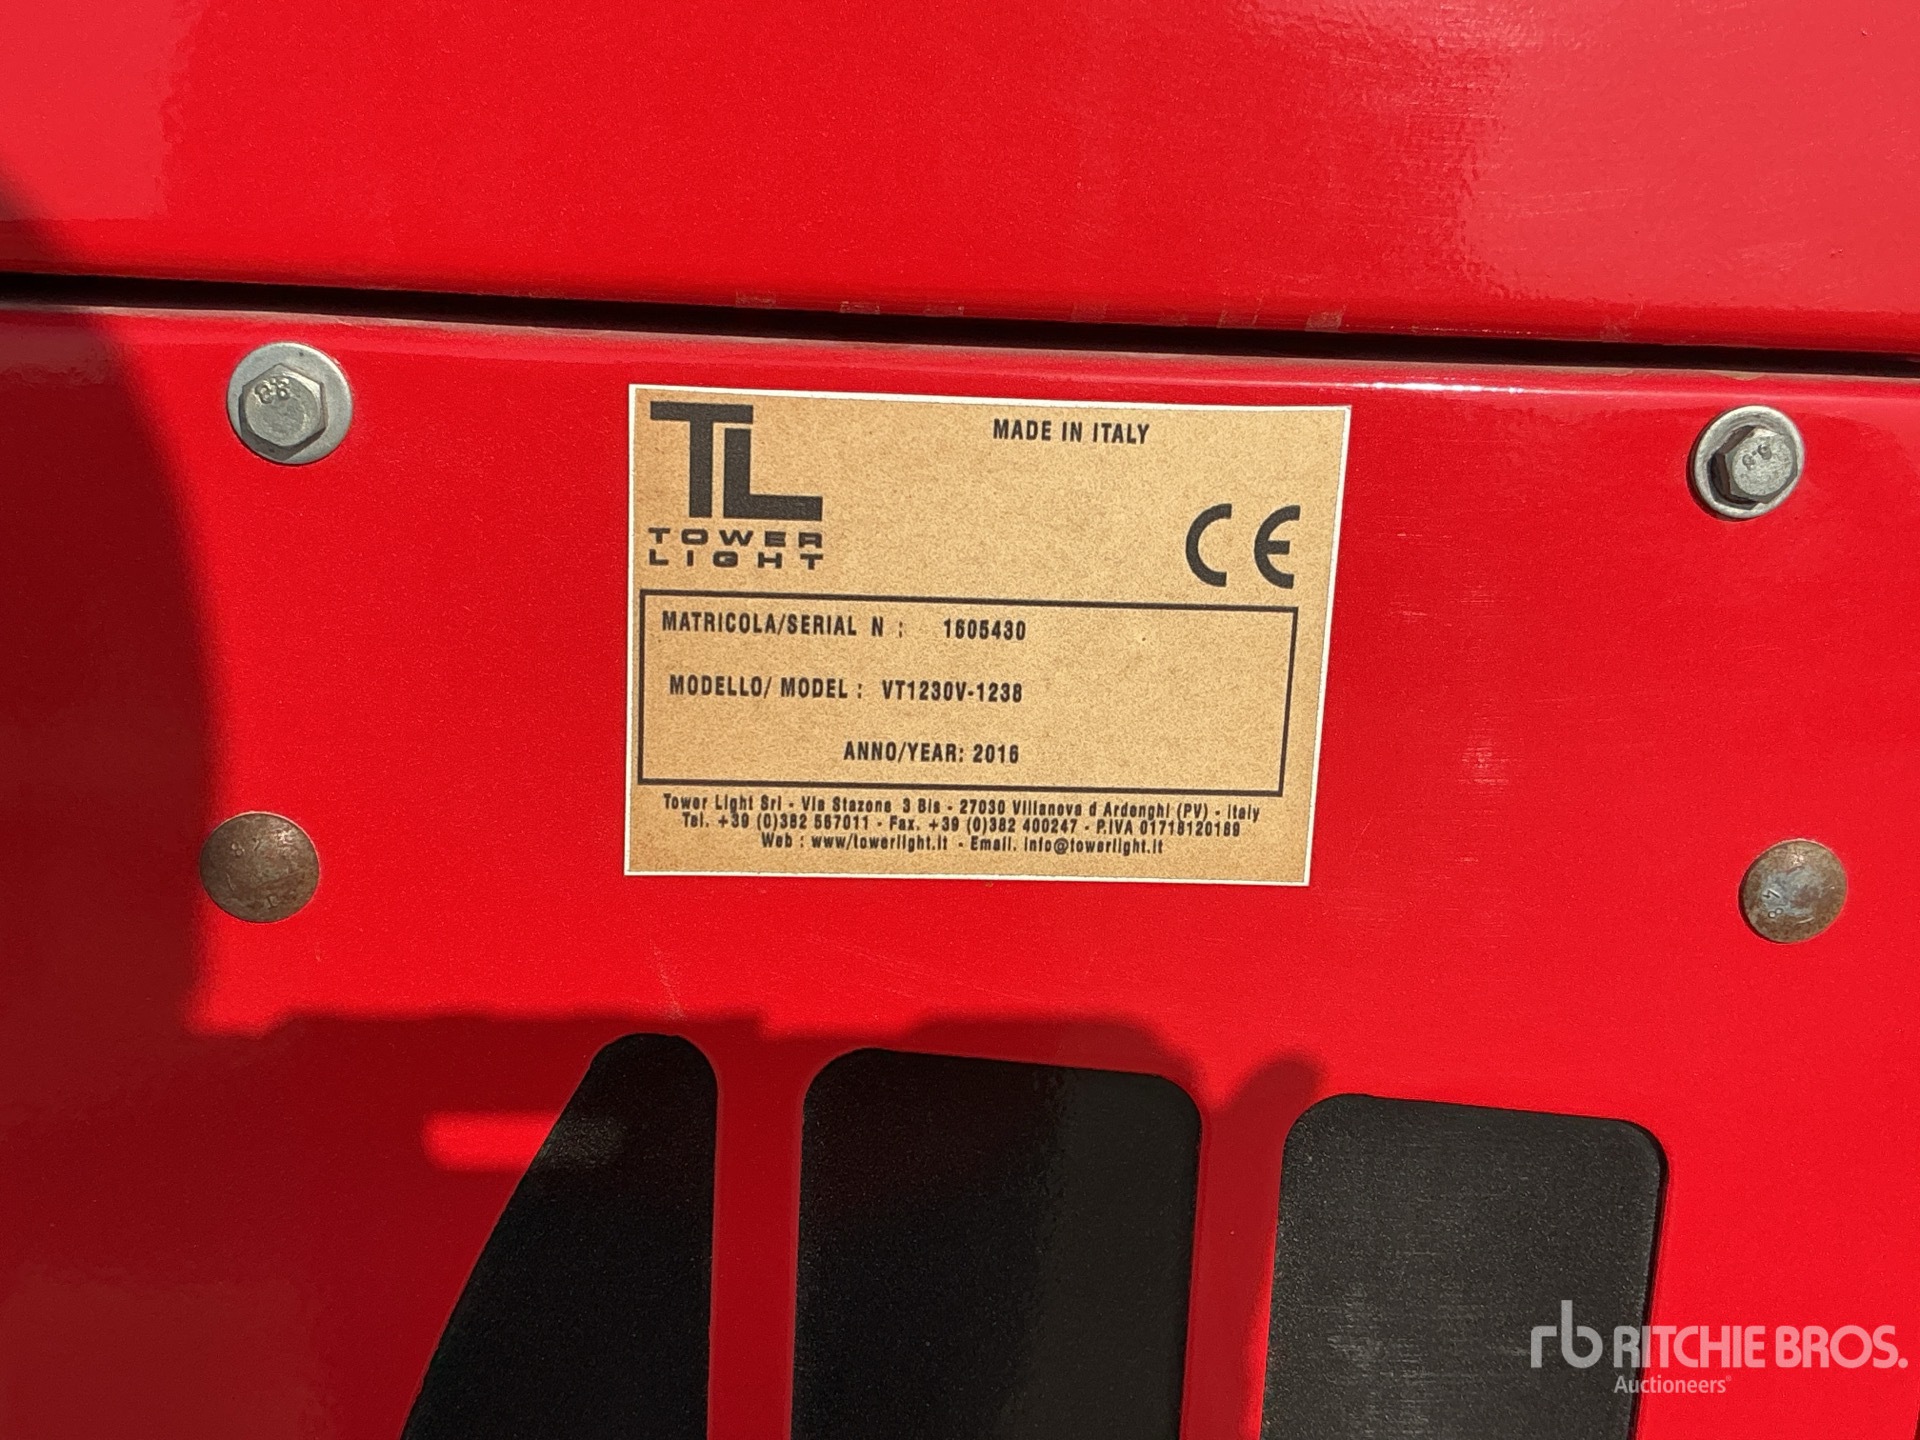 TL
TOWER
LIGHT
MADE IN ITALY
CE
MATRICOLA/SERIAL N : 1605430
MODELLO/ MODEL : VT1230V-1238
ANNO/YEAR: 2016
Tower Light Srl - Via Stazone 3 Bis - 27030 Villanova d Ardenghi (PV) - Italy
Tel. +39 (0)382 567011 - Fax. +39 (0)382 400247 - P.IVA 01718120189
Web : www/towerlight.it - Email. info@towerlight.it
rb RITCHIE BROS.
Auctioneers